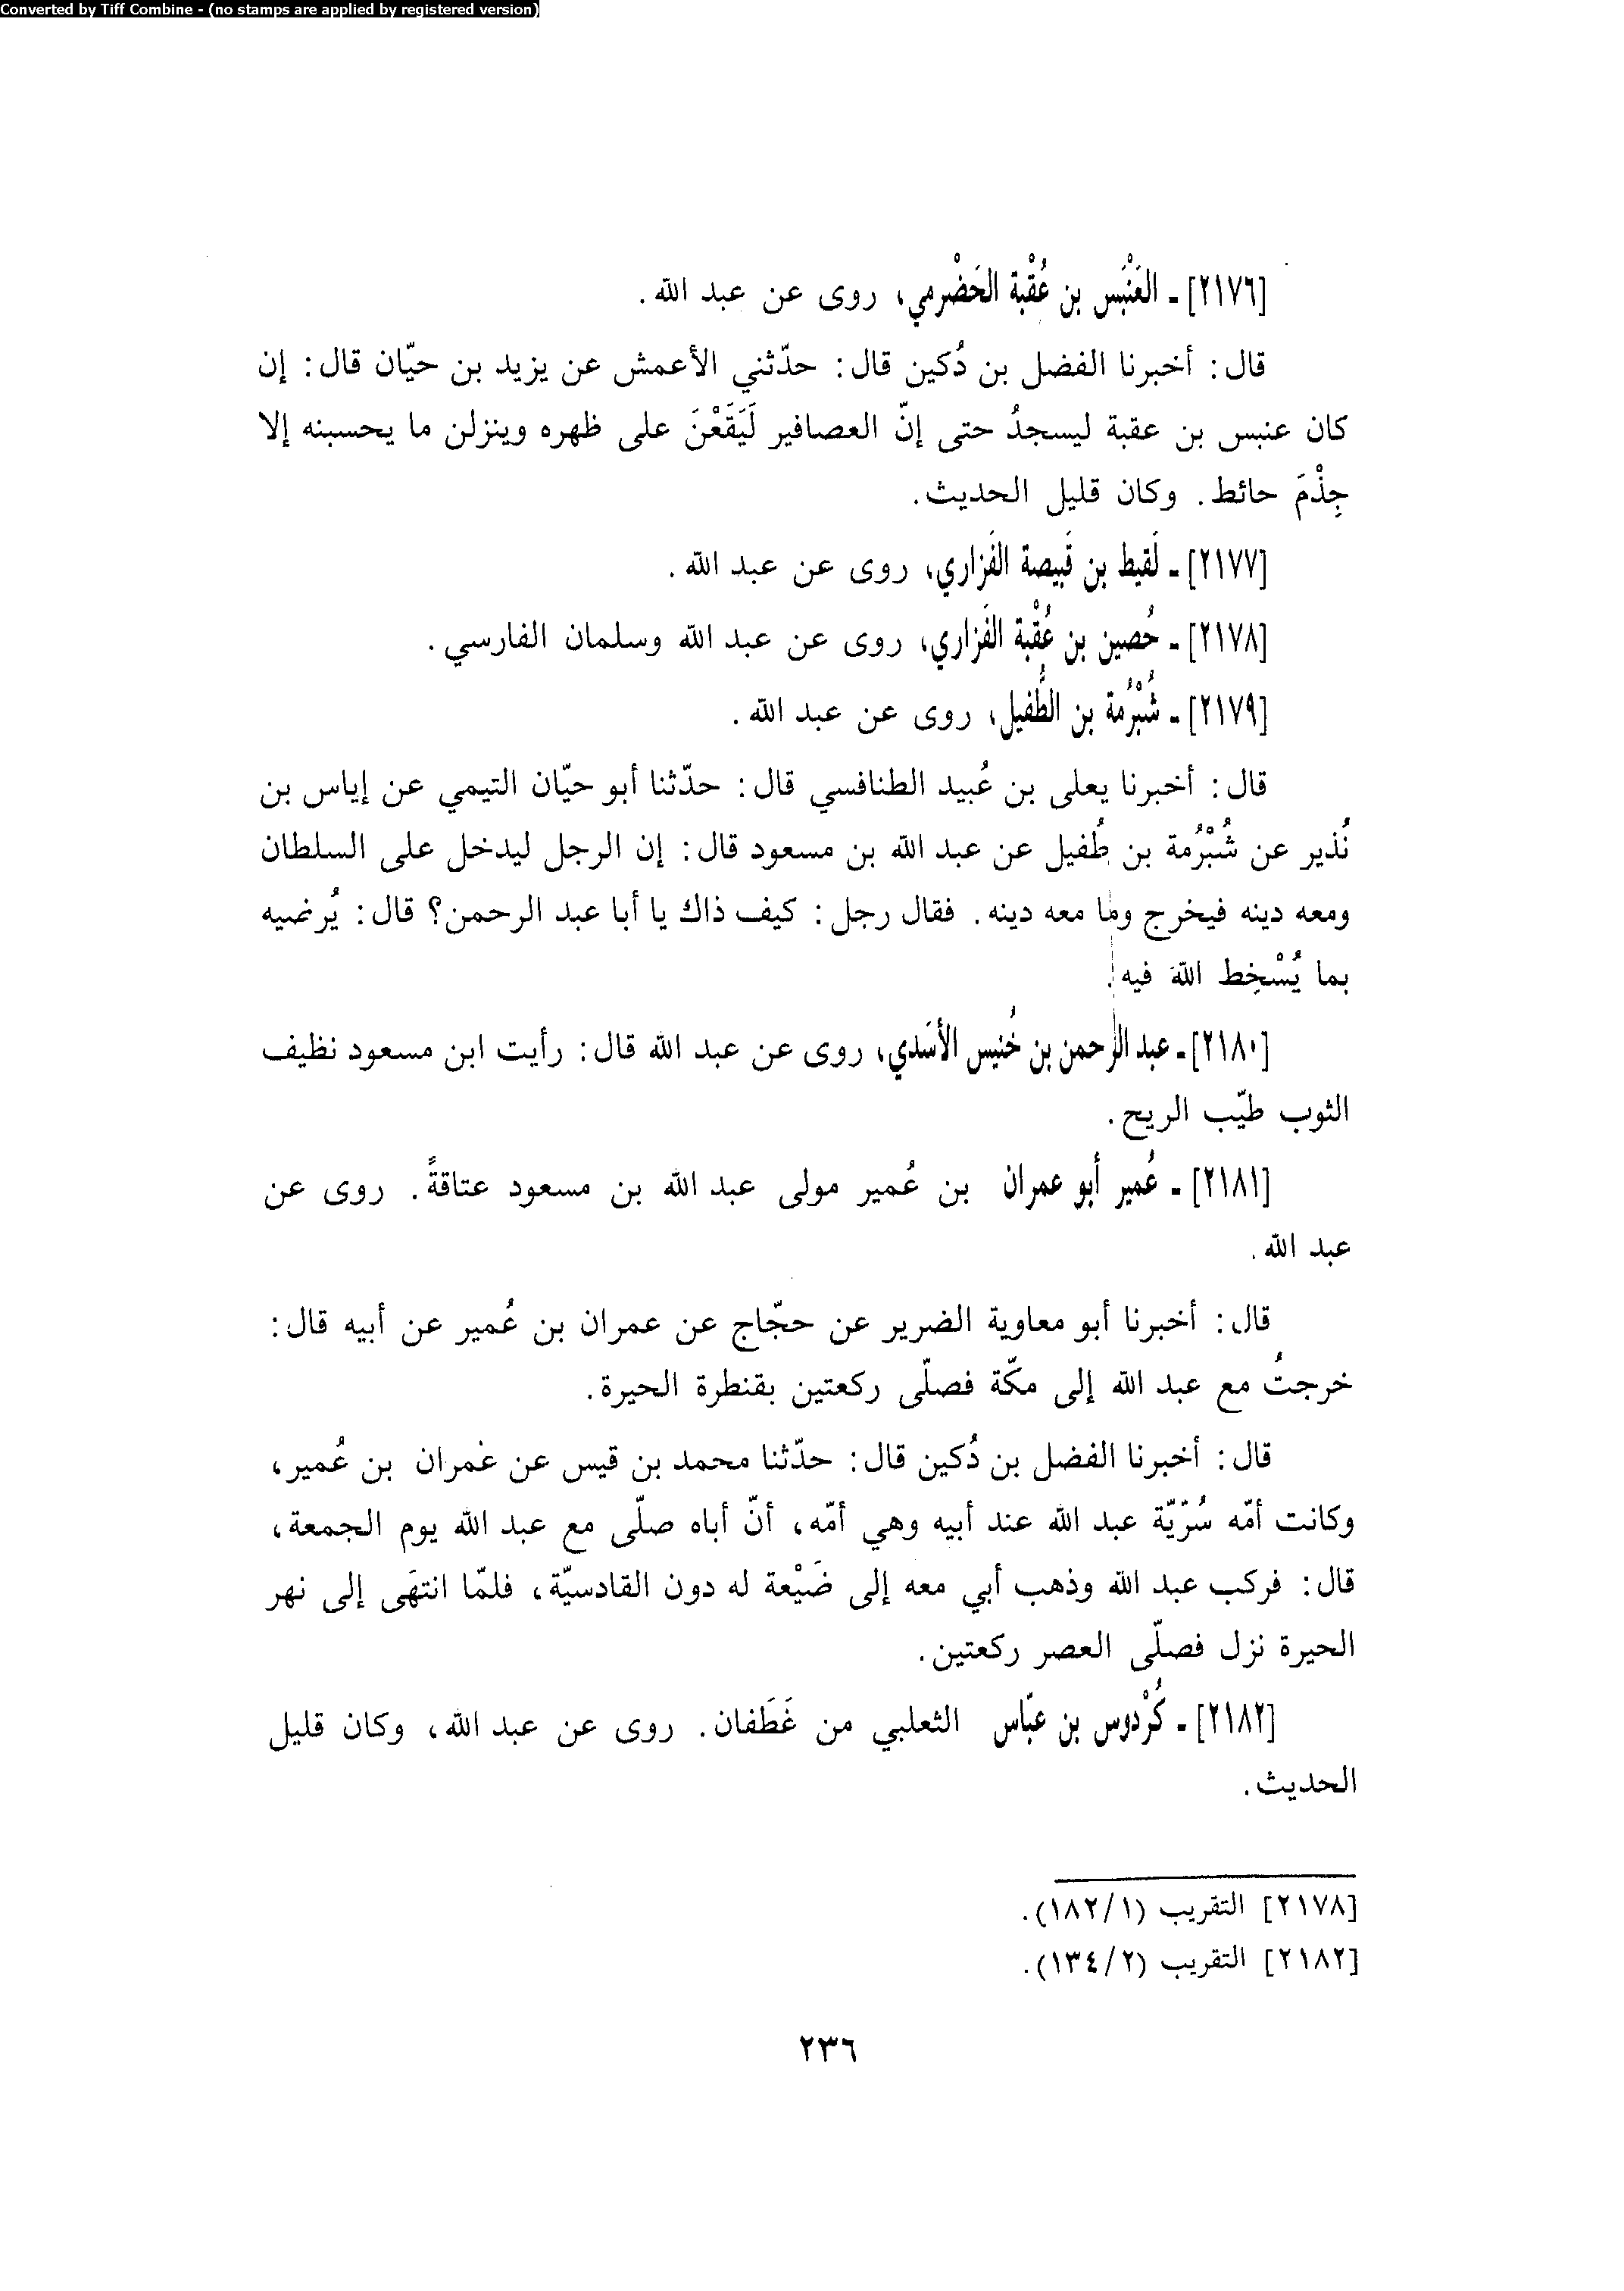 Converted by Tiff Combine - (no stamps are applied by registered version)
[٢١٧٦] ـ العَنْبَس بن عُقْبة الحَضْرمي، روى عن عبد الله.
قال: أخبرنا الفضل بن دُكين قال: حدّثني الأعمش عن يزيد بن حيّان قال: إن
كان عنبس بن عقبة ليسجدُ حتى إنّ العصافير لَيَقَعْنَ على ظهره وينزلن ما يحسبنه إلا
جِذْمَ حائط. وكان قليل الحديث.
[٢١٧٧] ـ لَقيط بن قَبيصة الفَزاري، روى عن عبد الله.
[٢١٧٨] ـ حُصين بن عُقْبة الفَزاري، روى عن عبد الله وسلمان الفارسي.
[٢١٧٩] ـ شُبْرُمة بن الطُّفيل، روى عن عبد الله.
قال: أخبرنا يعلى بن عُبيد الطنافسي قال: حدّثنا أبو حيّان التيمي عن إياس بن
نُذير عن شُبْرُمة بن طُفيل عن عبد الله بن مسعود قال: إن الرجل ليدخل على السلطان
ومعه دينه فيخرج وما معه دينه. فقال رجل: كيف ذاك يا أبا عبد الرحمن؟ قال: يُرضيه
بما يُسْخِط اللهَ فيه.
[٢١٨٠] ـ عبد الرحمن بن خُنيس الأسَدي، روى عن عبد الله قال: رأيت ابن مسعود نظيف
الثوب طيّب الريح.
[٢١٨١] ـ عُمير أبو عمران بن عُمير مولى عبد الله بن مسعود عتاقةً. روى عن
عبد الله.
قال: أخبرنا أبو معاوية الضرير عن حجّاج عن عمران بن عُمير عن أبيه قال:
خرجتُ مع عبد الله إلى مكّة فصلّى ركعتين بقنطرة الحيرة.
قال: أخبرنا الفضل بن دُكين قال: حدّثنا محمد بن قيس عن عمران بن عُمير،
وكانت أمّه سُرّيّة عبد الله عند أبيه وهي أمّه، أنّ أباه صلّى مع عبد الله يوم الجمعة،
قال: فركب عبد الله وذهب أبي معه إلى ضَيْعة له دون القادسيّة، فلمّا انتهَى إلى نهر
الحيرة نزل فصلّى العصر ركعتين.
[٢١٨٢] ـ كُرْدوس بن عبّاس الثعلبي من غَطَفان. روى عن عبد الله، وكان قليل
الحديث.
[٢١٧٨] التقريب (١/ ١٨٢).
[٢١٨٢] التقريب (٢/ ١٣٤).
٢٣٦